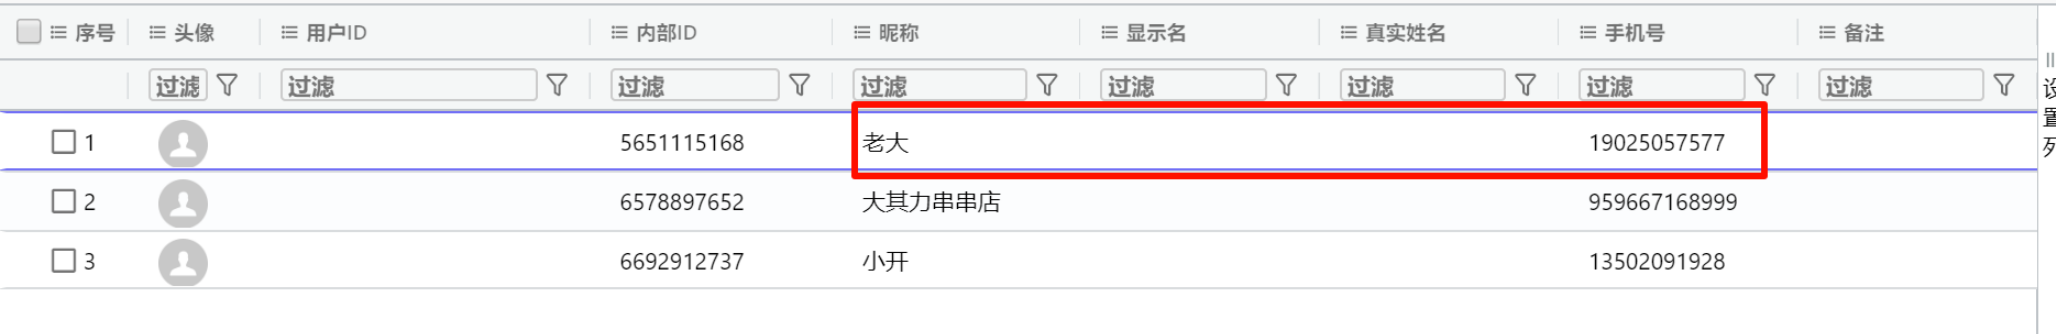 序号 头像 用户ID 内部ID 昵称 显示名 真实姓名 手机号 备注
过滤 过滤 过滤 过滤 过滤 过滤 过滤 过滤
1 5651115168 老大 19025057577
2 6578897652 大其力串串店 959667168999
3 6692912737 小开 13502091928
设
置
列